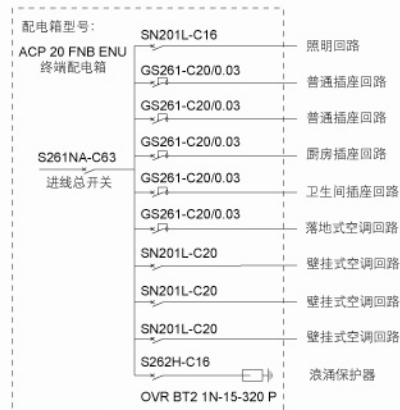 配电箱型号：
ACP 20 FNB ENU
终端配电箱
S261NA-C63
进线总开关
SN201L-C16 照明回路
GS261-C20/0.03 普通插座回路
GS261-C20/0.03 普通插座回路
GS261-C20/0.03 厨房插座回路
GS261-C20/0.03 卫生间插座回路
GS261-C20/0.03 落地式空调回路
SN201L-C20 壁挂式空调回路
SN201L-C20 壁挂式空调回路
SN201L-C20 壁挂式空调回路
S262H-C16 浪涌保护器
OVR BT2 1N-15-320 P